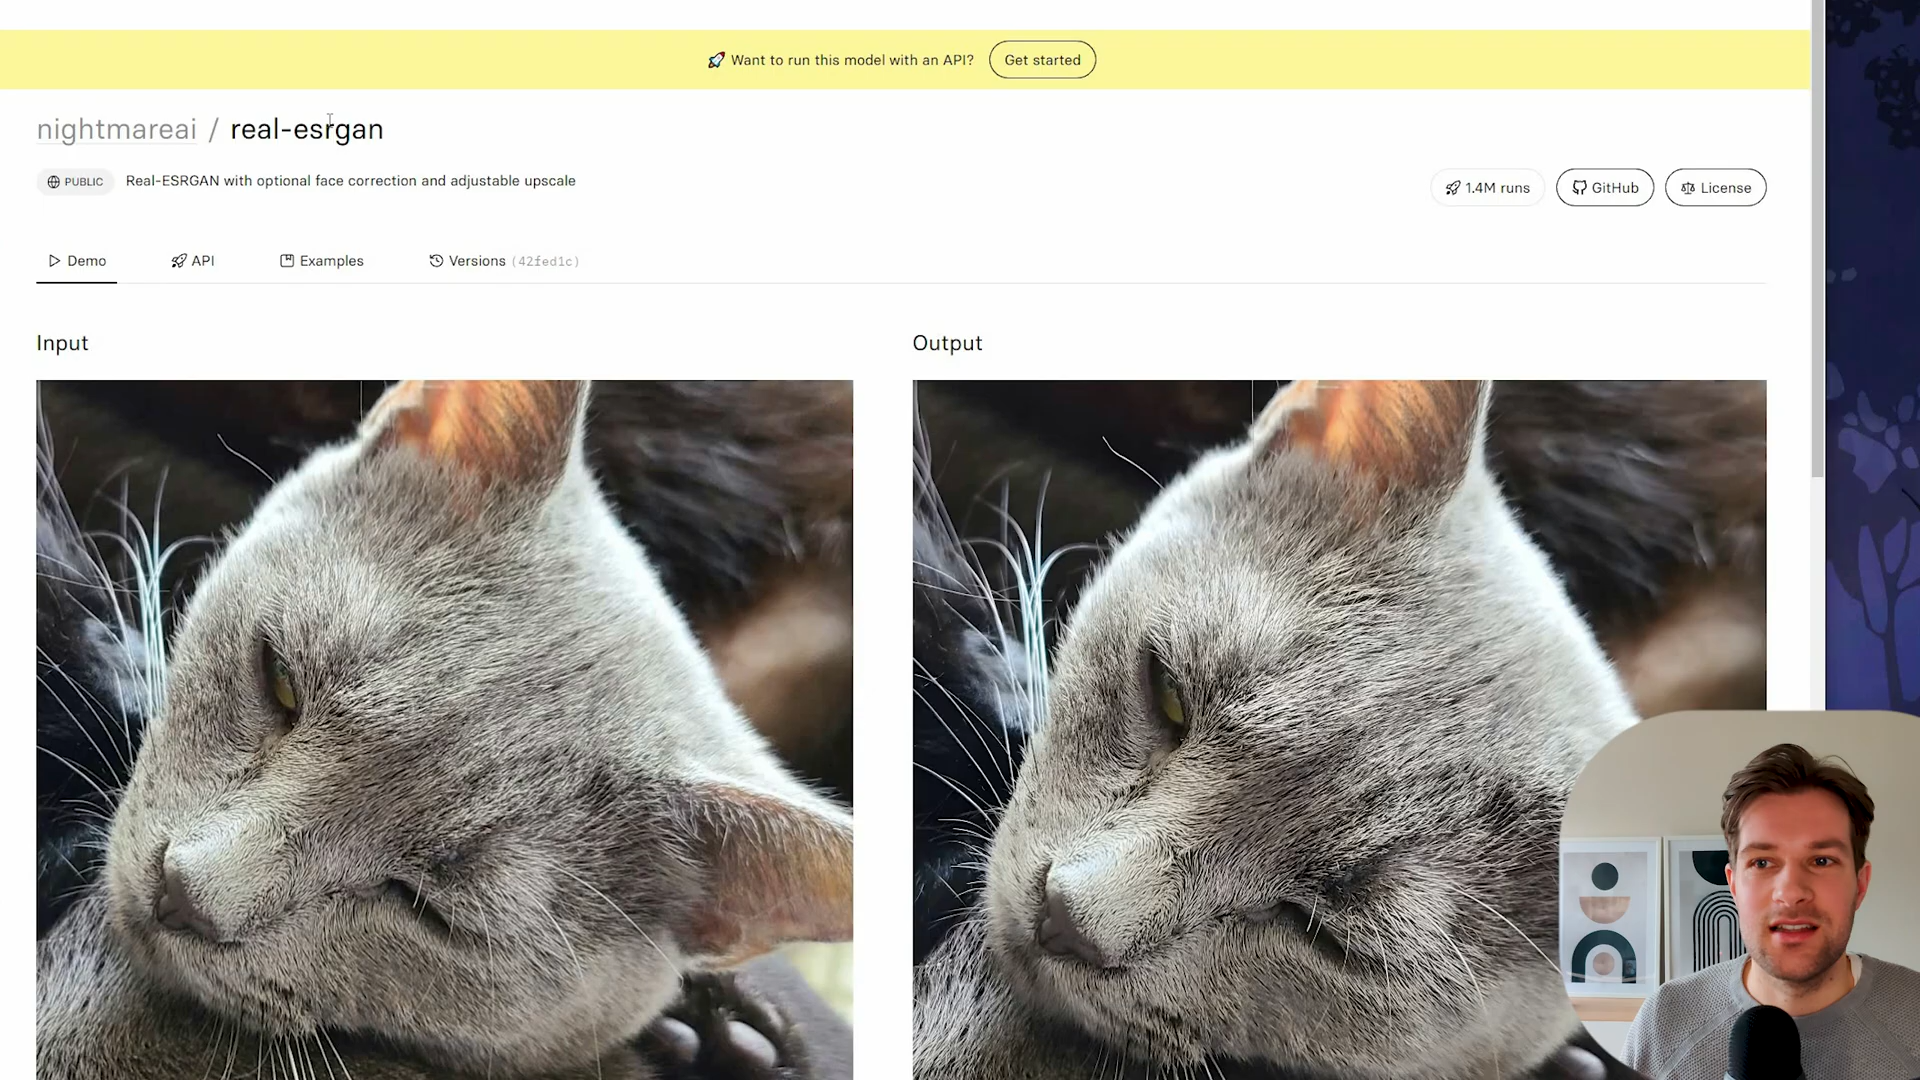 Want to run this model with an API? Get started
nightmareai / real-esrgan
PUBLIC Real-ESRGAN with optional face correction and adjustable upscale
1.4M runs GitHub License
Demo API Examples Versions (42fed1c)
Input Output